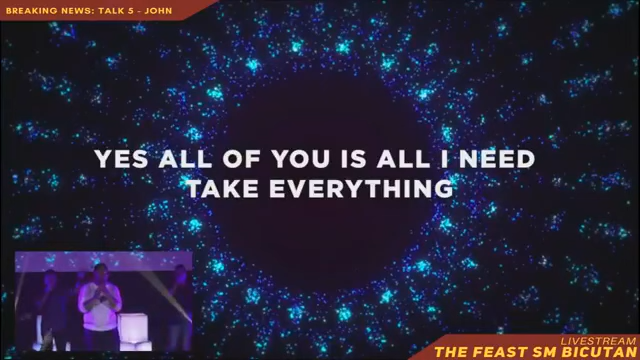 BREAKING NEWS: TALK 5 - JOHN
YES ALL OF YOU IS ALL I NEED
TAKE EVERYTHING
LIVESTREAM
THE FEAST SM BICUTAN